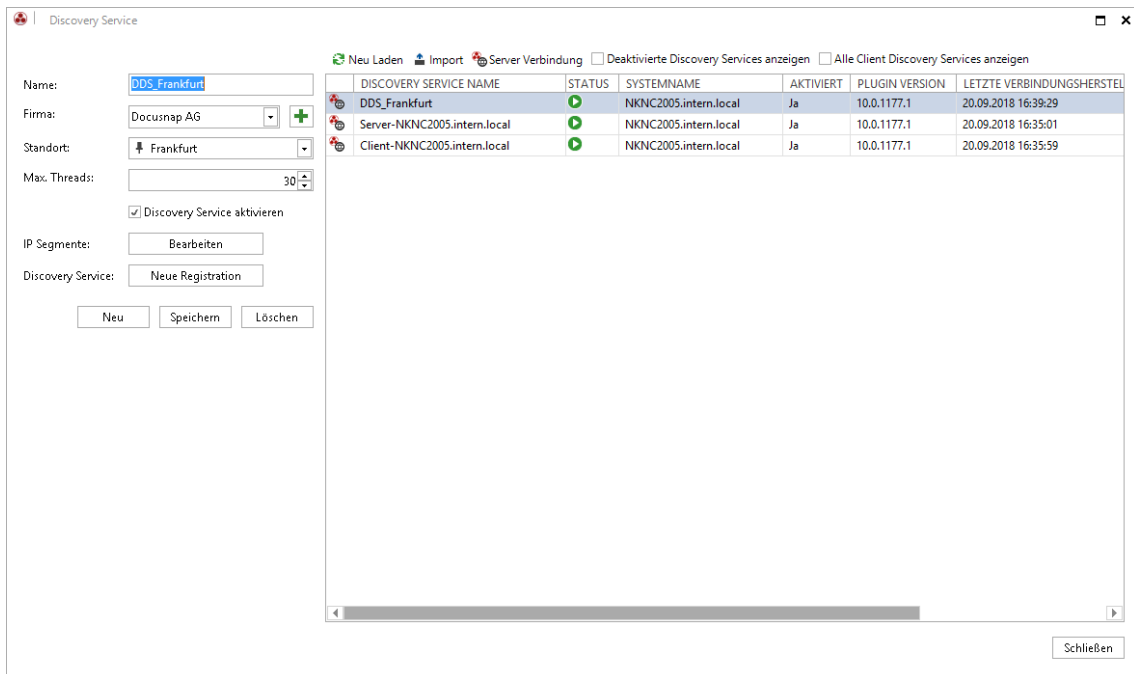 Discovery Service
Neu Laden Import Server Verbindung Deaktivierte Discovery Services anzeigen Alle Client Discovery Services anzeigen
Name: DDS_Frankfurt
Firma: Docusnap AG
Standort: Frankfurt
Max. Threads: 30
Discovery Service aktivieren
IP Segmente: Bearbeiten
Discovery Service: Neue Registration
Neu Speichern Löschen
DISCOVERY SERVICE NAME STATUS SYSTEMNAME AKTIVIERT PLUGIN VERSION LETZTE VERBINDUNGSHERSTEL
DDS_Frankfurt NKNC2005.intern.local Ja 10.0.1177.1 20.09.2018 16:39:29
Server-NKNC2005.intern.local NKNC2005.intern.local Ja 10.0.1177.1 20.09.2018 16:35:01
Client-NKNC2005.intern.local NKNC2005.intern.local Ja 10.0.1177.1 20.09.2018 16:35:59
Schließen